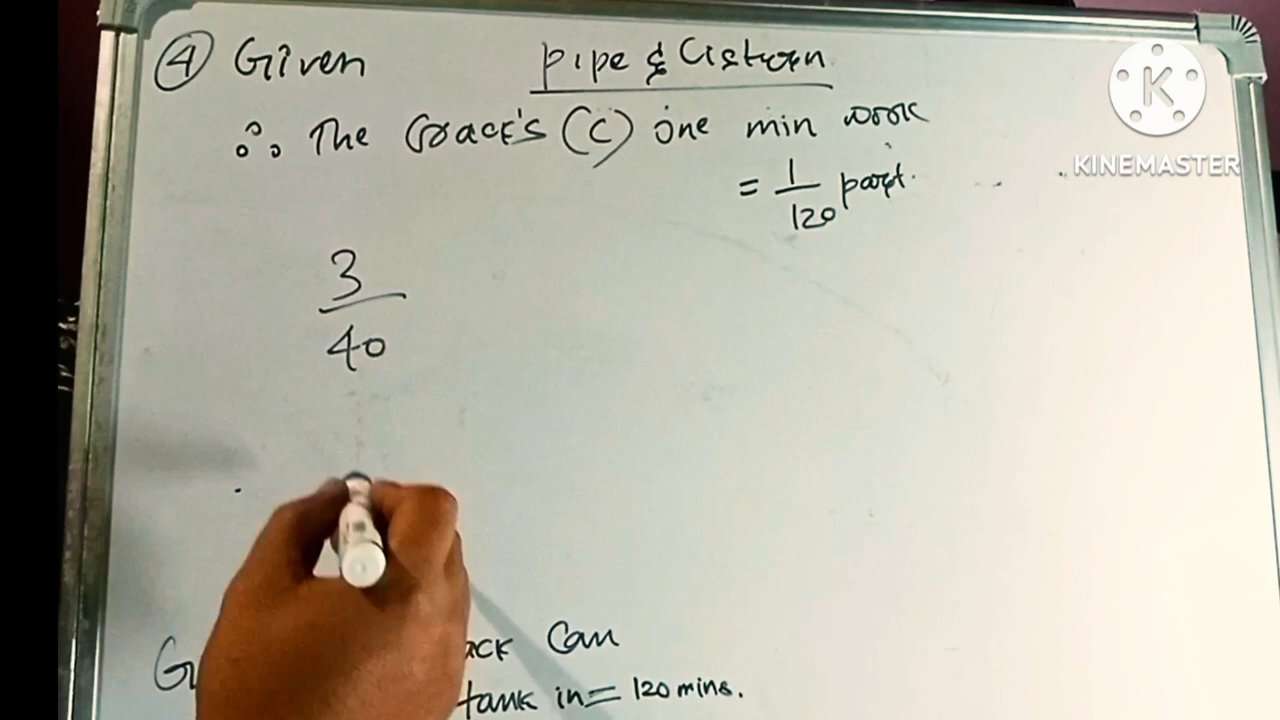 ④ Given Pipe & Cistern
∴ The Crack's (C) one min work
= 1/120 part.
3/40
K
KINEMASTER
Can
tank in = 120 mins.